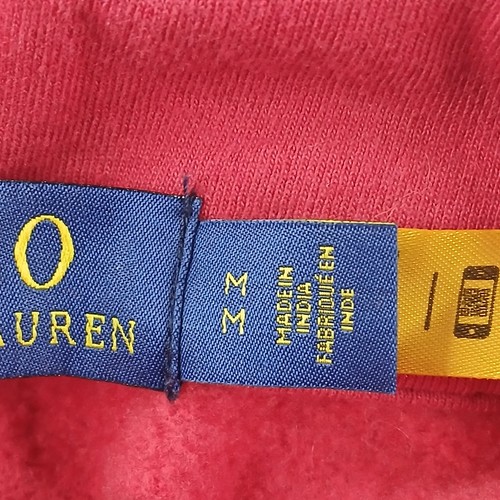 O
AUREN
M
M
MADE IN
INDIA
FABRIQUÉ EN
INDE